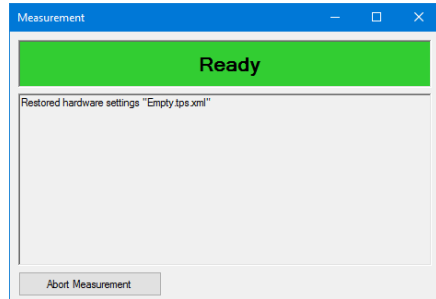 Measurement
Ready
Restored hardware settings "Empty.tps.xml"
Abort Measurement